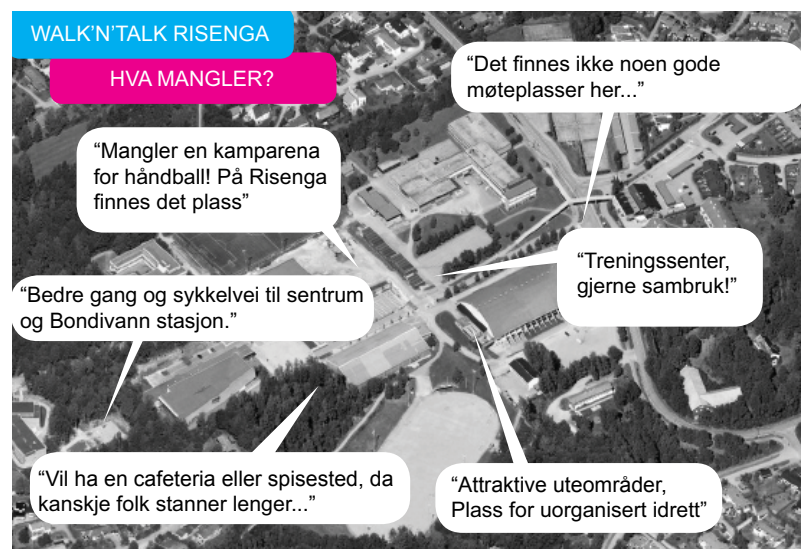 WALK’N’TALK RISENGA
HVA MANGLER?
“Det finnes ikke noen gode
møteplasser her...”
“Mangler en kamparena
for håndball! På Risenga
finnes det plass”
“Treningssenter,
gjerne sambruk!”
“Bedre gang og sykkelvei til sentrum
og Bondivann stasjon.”
“Vil ha en cafeteria eller spisested, da
kanskje folk stanner lenger...”
“Attraktive uteområder,
Plass for uorganisert idrett”